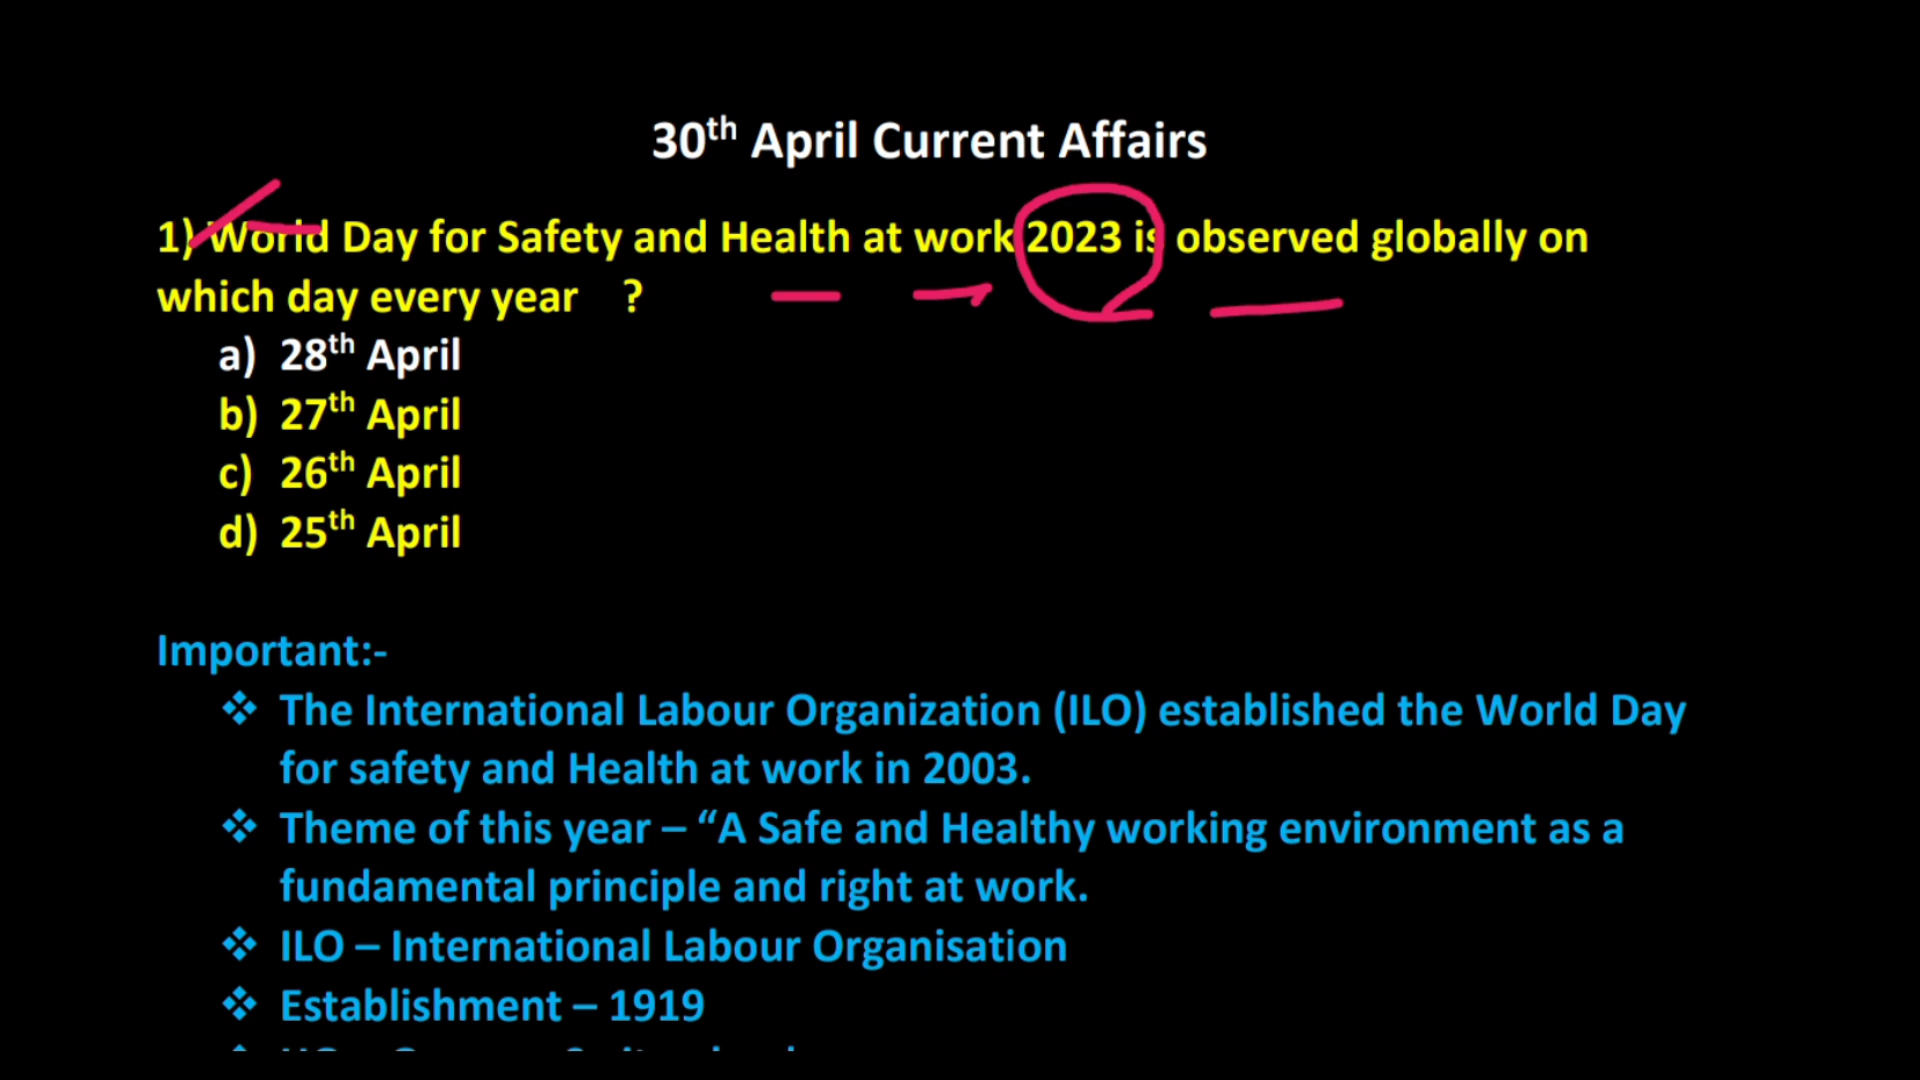 30th April Current Affairs
1) World Day for Safety and Health at work 2023 is observed globally on
which day every year ?
a) 28th April
b) 27th April
c) 26th April
d) 25th April
Important:-
❖ The International Labour Organization (ILO) established the World Day
for safety and Health at work in 2003.
❖ Theme of this year – “A Safe and Healthy working environment as a
fundamental principle and right at work.
❖ ILO – International Labour Organisation
❖ Establishment – 1919